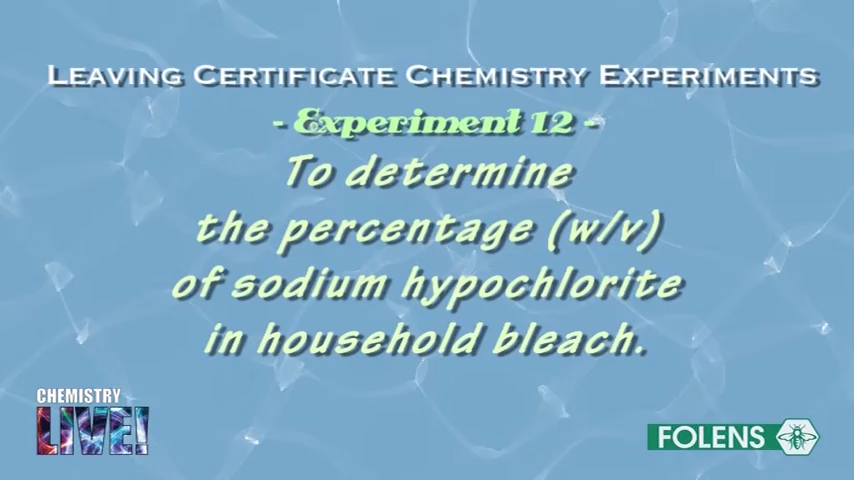 LEAVING CERTIFICATE CHEMISTRY EXPERIMENTS
- Experiment 12 -
To determine
the percentage (w/v)
of sodium hypochlorite
in household bleach.
CHEMISTRY
LIVE!
FOLENS